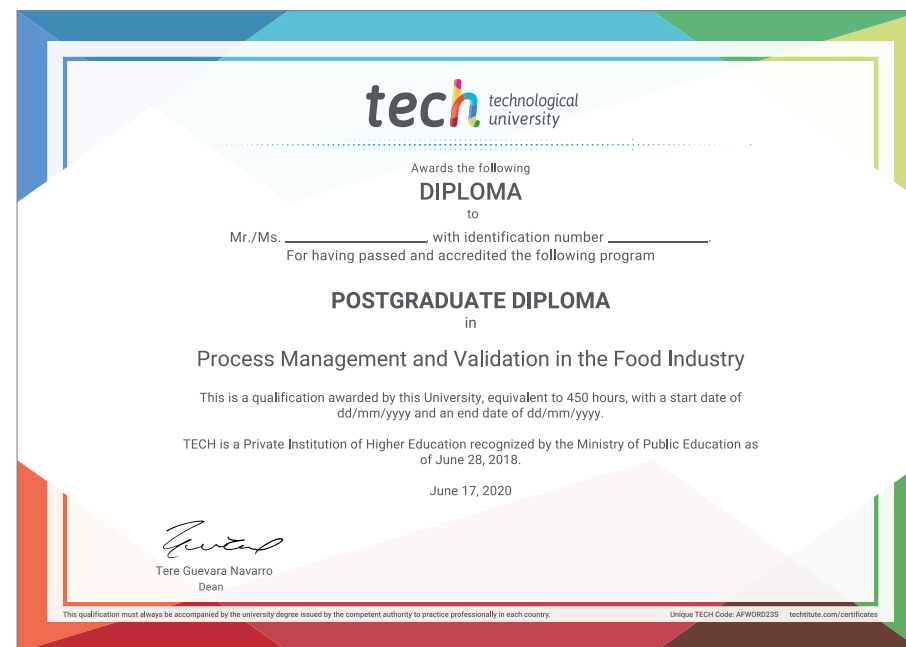 tech technological
university
Awards the following
DIPLOMA
to
Mr./Ms. ____________________, with identification number ______________.
For having passed and accredited the following program
POSTGRADUATE DIPLOMA
in
Process Management and Validation in the Food Industry
This is a qualification awarded by this University, equivalent to 450 hours, with a start date of
dd/mm/yyyy and an end date of dd/mm/yyyy.
TECH is a Private Institution of Higher Education recognized by the Ministry of Public Education as
of June 28, 2018.
June 17, 2020
Tere Guevara Navarro
Dean
This qualification must always be accompanied by the university degree issued by the competent authority to practice professionally in each country.
Unique TECH Code: AFWORD23S techtitute.com/certificates